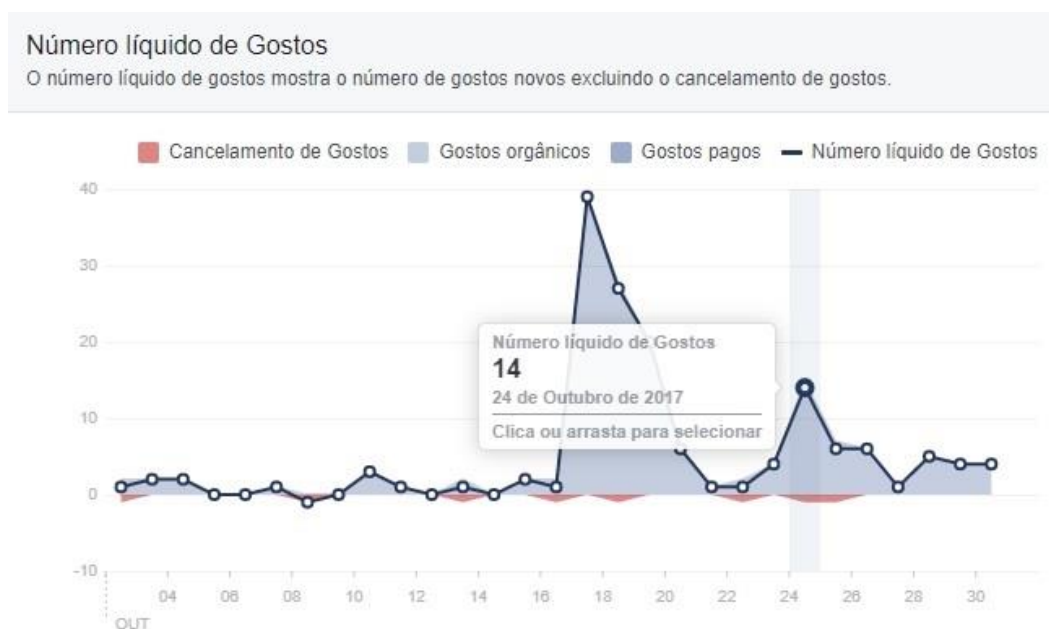 Número líquido de Gostos
O número líquido de gostos mostra o número de gostos novos excluindo o cancelamento de gostos.
Cancelamento de Gostos Gostos orgânicos Gostos pagos Número líquido de Gostos
40
30
20
10
0
-10
Número líquido de Gostos
14
24 de Outubro de 2017
Clica ou arrasta para selecionar
04 06 08 10 12 14 16 18 20 22 24 26 28 30
OUT